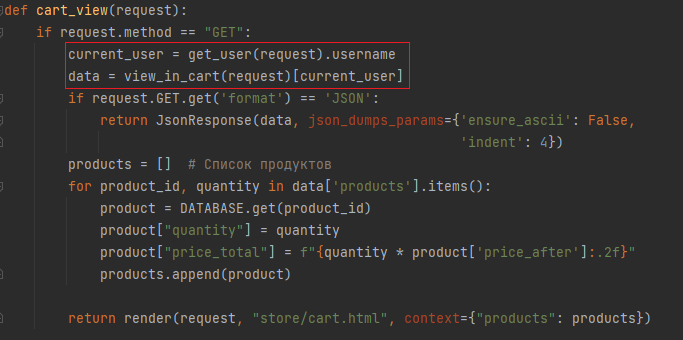 def cart_view(request):
    if request.method == "GET":
        current_user = get_user(request).username
        data = view_in_cart(request)[current_user]
        if request.GET.get('format') == 'JSON':
            return JsonResponse(data, json_dumps_params={'ensure_ascii': False,
                                                         'indent': 4})
        products = []  # Список продуктов
        for product_id, quantity in data['products'].items():
            product = DATABASE.get(product_id)
            product["quantity"] = quantity
            product["price_total"] = f"{quantity * product['price_after']:.2f}"
            products.append(product)
        return render(request, "store/cart.html", context={"products": products})